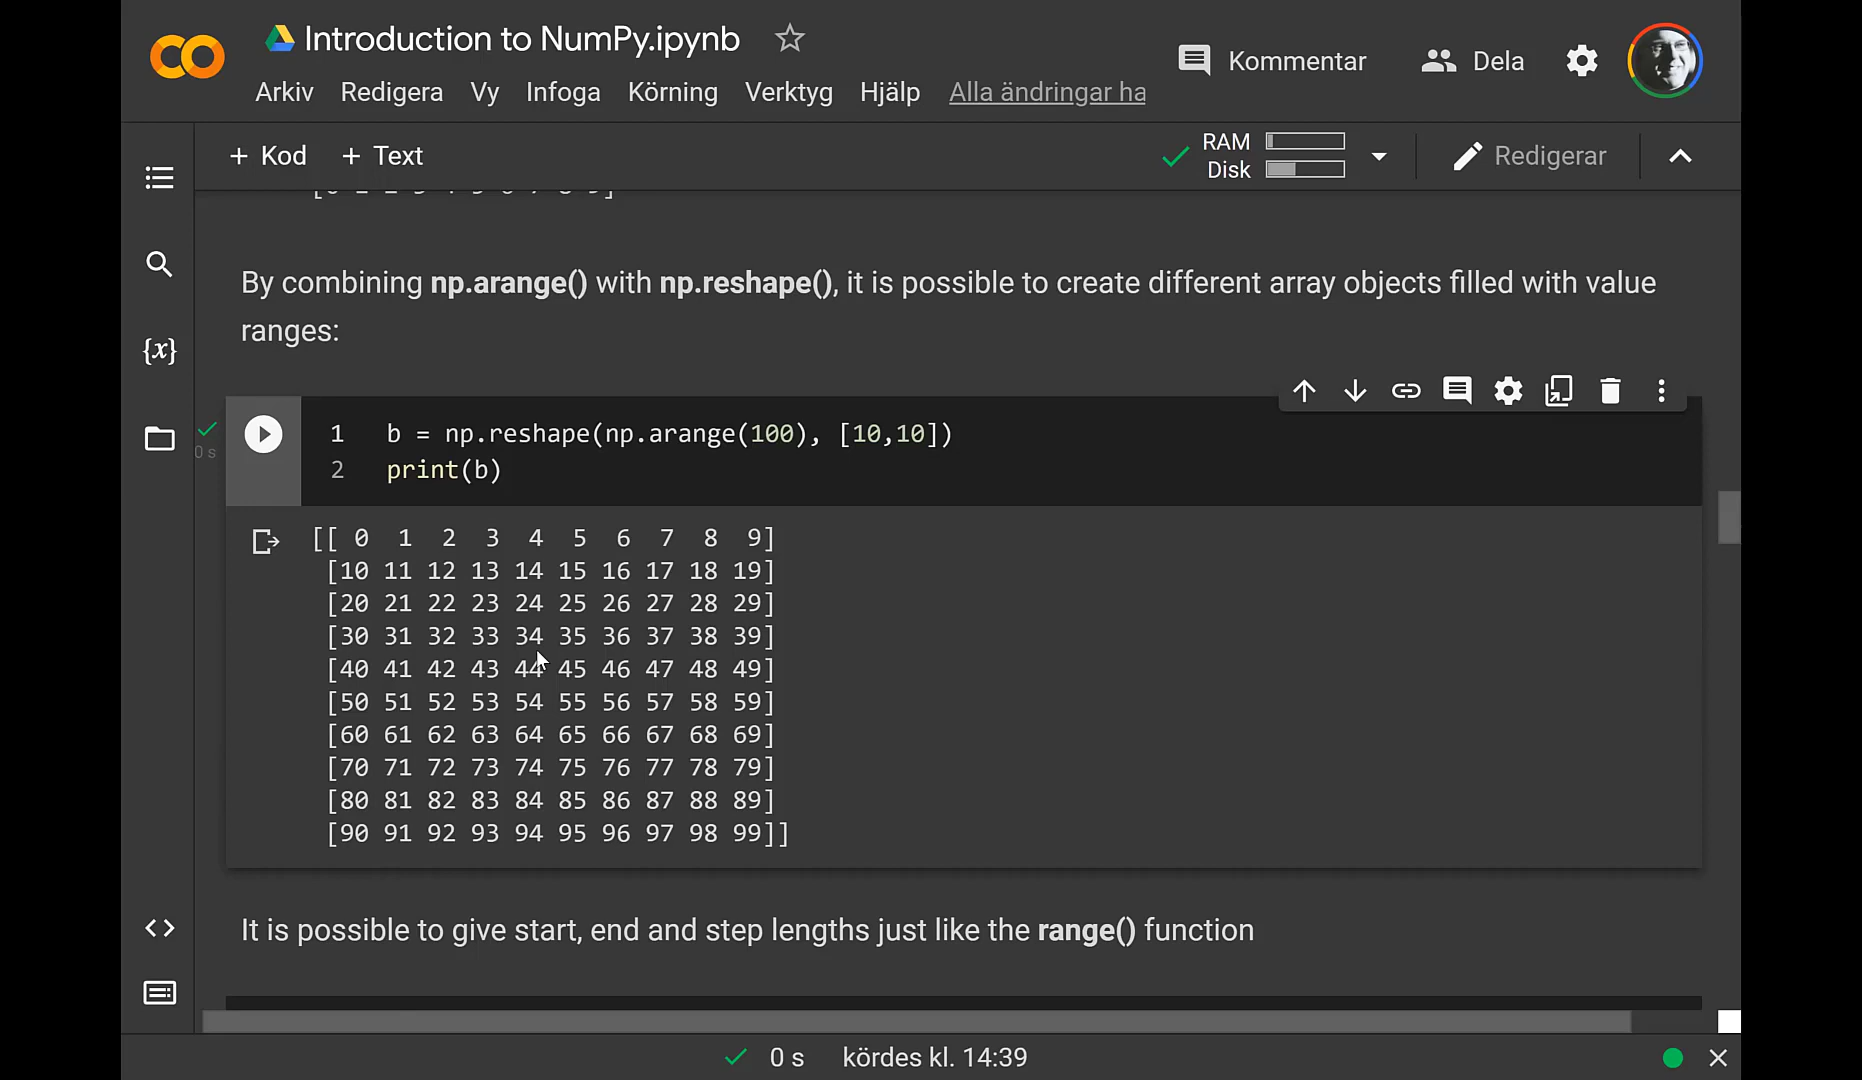 Introduction to NumPy.ipynb
Kommentar
Dela
Arkiv Redigera Vy Infoga Körning Verktyg Hjälp Alla ändringar ha
+ Kod + Text
RAM
Disk
Redigerar
By combining np.arange() with np.reshape(), it is possible to create different array objects filled with value
ranges:
{x}
0 s
1 b = np.reshape(np.arange(100), [10,10])
2 print(b)
[[ 0 1 2 3 4 5 6 7 8 9]
[10 11 12 13 14 15 16 17 18 19]
[20 21 22 23 24 25 26 27 28 29]
[30 31 32 33 34 35 36 37 38 39]
[40 41 42 43 44 45 46 47 48 49]
[50 51 52 53 54 55 56 57 58 59]
[60 61 62 63 64 65 66 67 68 69]
[70 71 72 73 74 75 76 77 78 79]
[80 81 82 83 84 85 86 87 88 89]
[90 91 92 93 94 95 96 97 98 99]]
It is possible to give start, end and step lengths just like the range() function
0 s kördes kl. 14:39